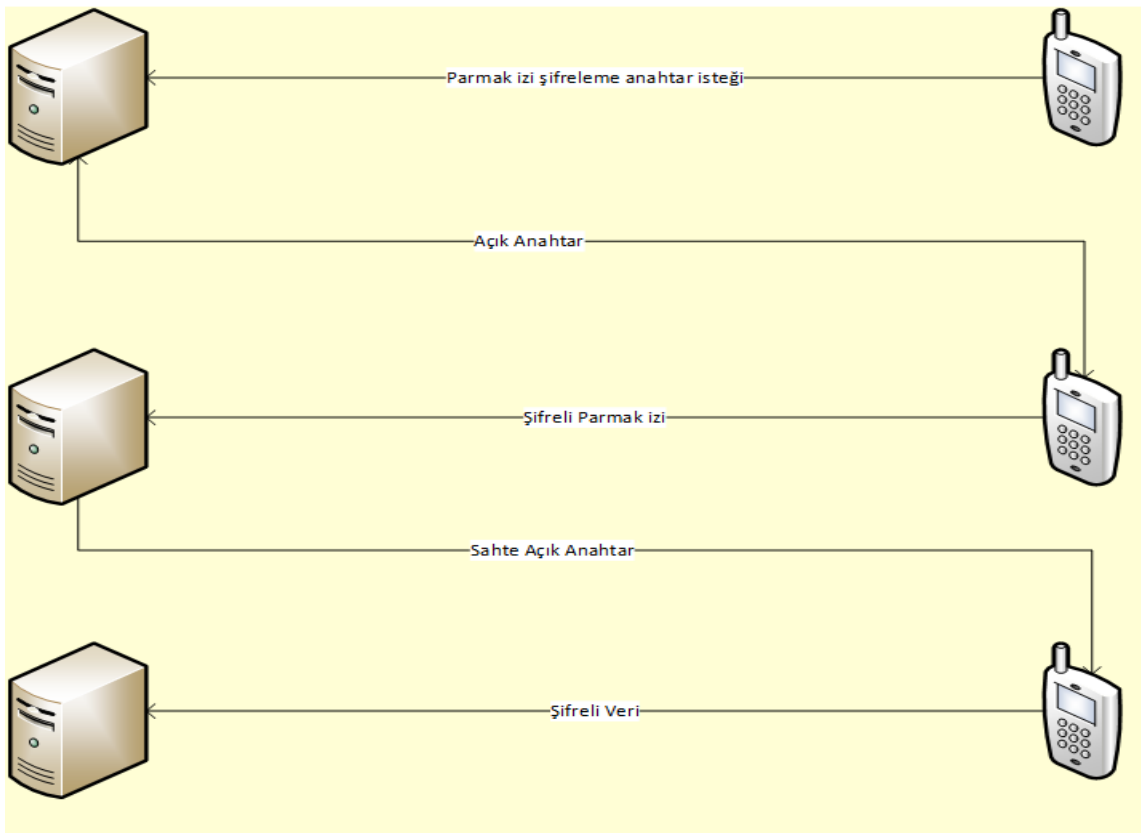 Parmak izi şifreleme anahtar isteği
Açık Anahtar
Şifreli Parmak izi
Sahte Açık Anahtar
Şifreli Veri